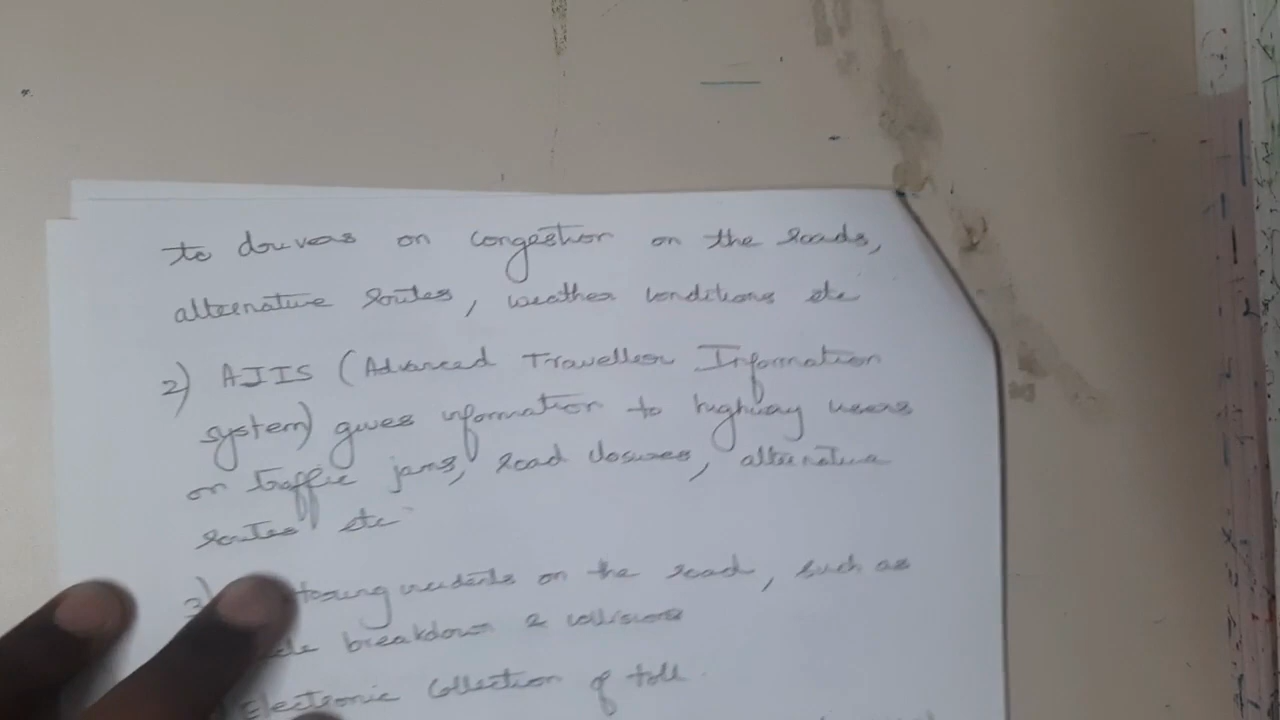 to drivers on congestion on the roads,
alternative routes, weather conditions etc
2) ATIS (Advanced Traveller Information
system) gives information to highway users
on traffic jams, road closures, alternative
routes etc
3) incidents on the road, such as
breakdown & collisions
Electronic Collection of toll.